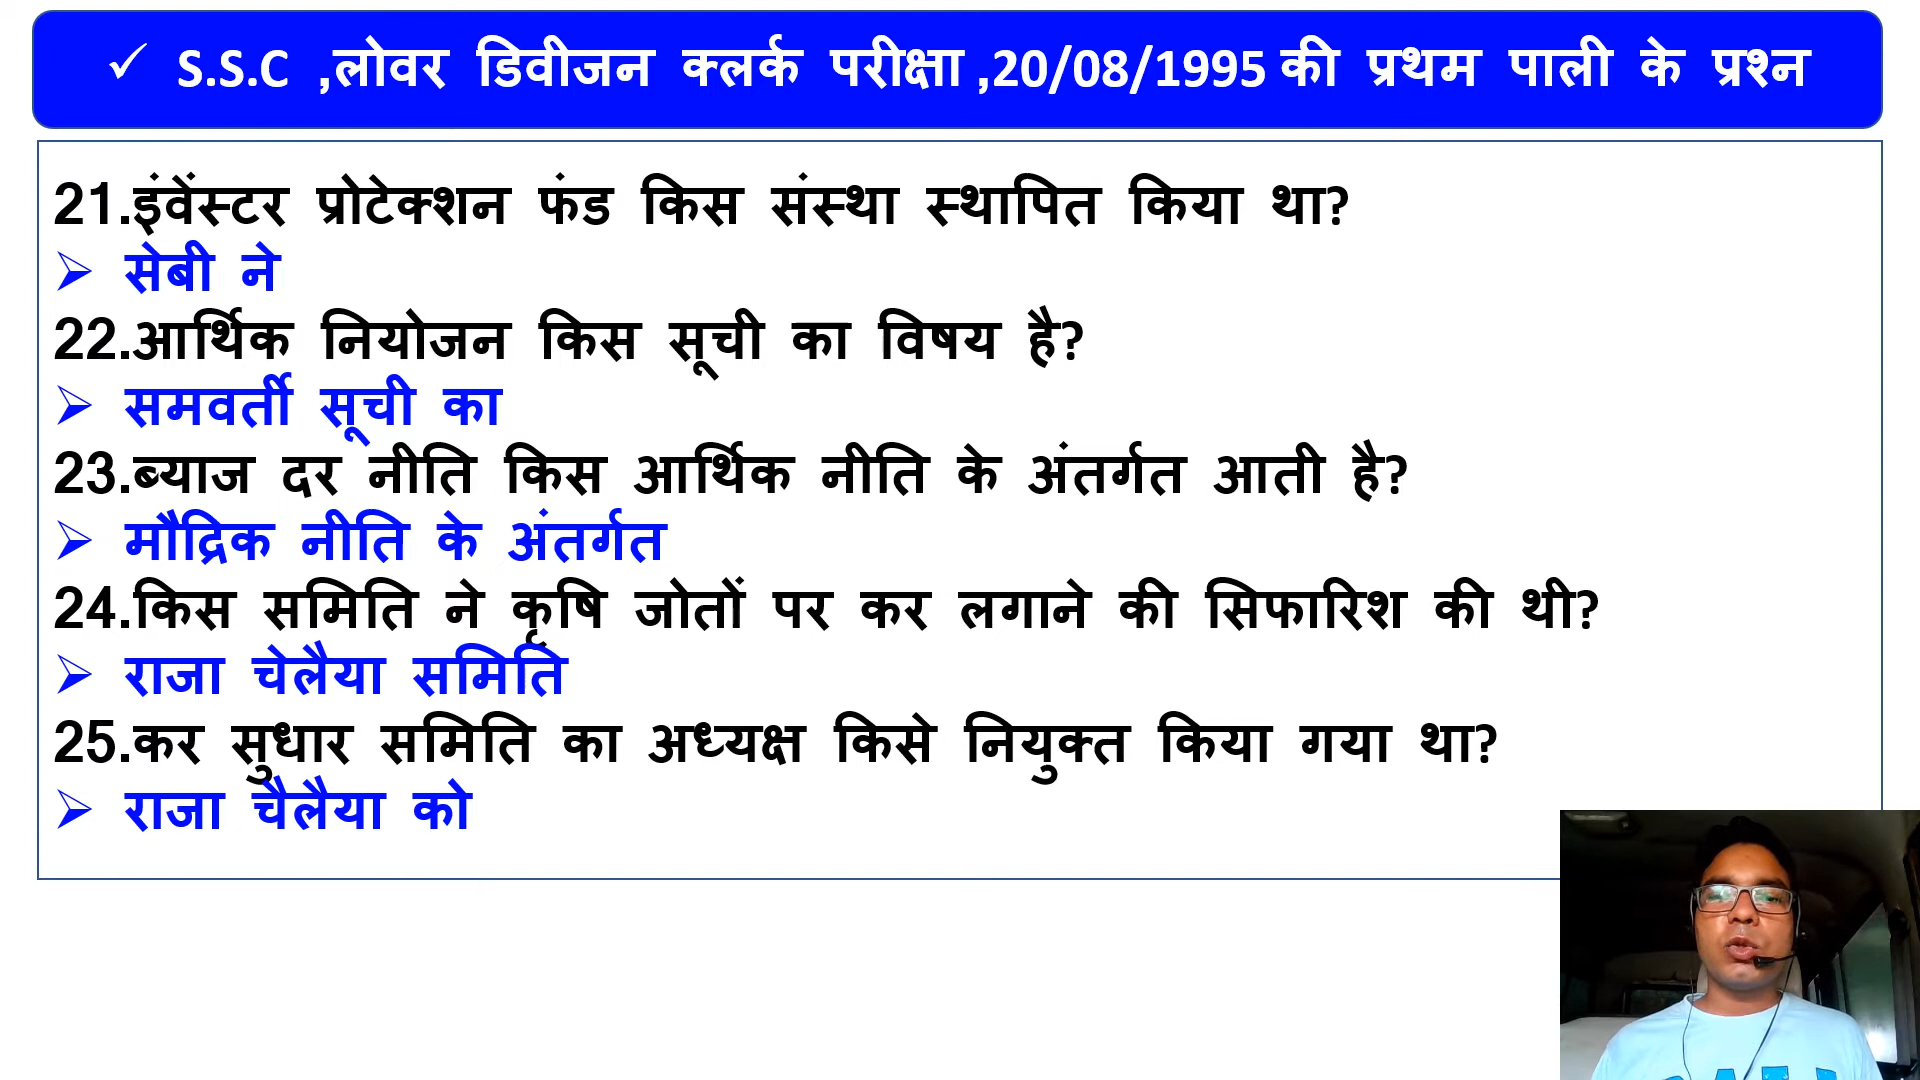 ✓ S.S.C ,लोवर डिवीजन क्लर्क परीक्षा ,20/08/1995 की प्रथम पाली के प्रश्न
21.इंवेंस्टर प्रोटेक्शन फंड किस संस्था स्थापित किया था?
➢ सेबी ने
22.आर्थिक नियोजन किस सूची का विषय है?
➢ समवर्ती सूची का
23.ब्याज दर नीति किस आर्थिक नीति के अंतर्गत आती है?
➢ मौद्रिक नीति के अंतर्गत
24.किस समिति ने कृषि जोतों पर कर लगाने की सिफारिश की थी?
➢ राजा चेलैया समिति
25.कर सुधार समिति का अध्यक्ष किसे नियुक्त किया गया था?
➢ राजा चैलैया को